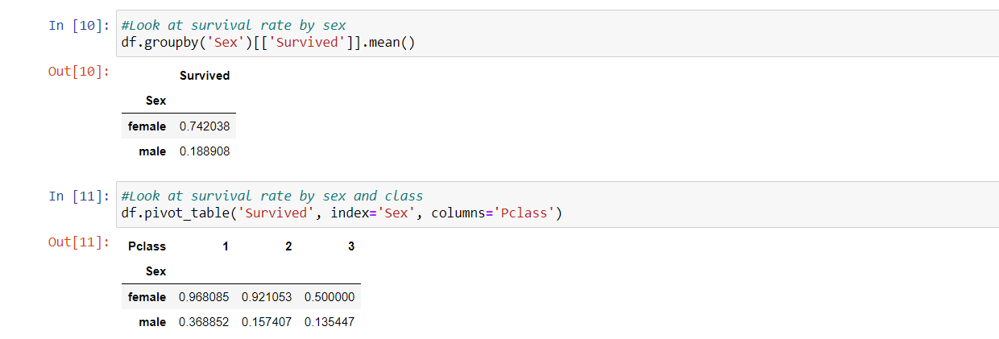 In [10]: #Look at survival rate by sex
df.groupby('Sex')[['Survived']].mean()
Out[10]:
Survived
Sex
female 0.742038
male 0.188908
In [11]: #Look at survival rate by sex and class
df.pivot_table('Survived', index='Sex', columns='Pclass')
Out[11]:
Pclass 1 2 3
Sex
female 0.968085 0.921053 0.500000
male 0.368852 0.157407 0.135447